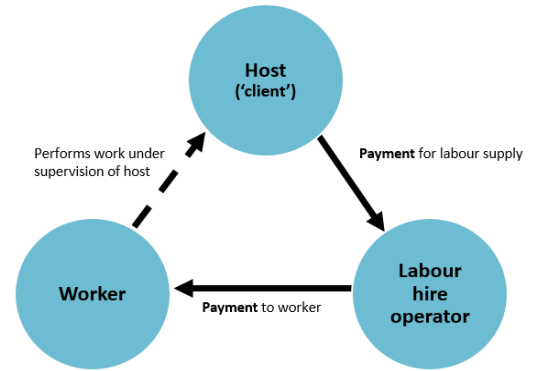 Host
(‘client’)
Performs work under
supervision of host
Payment for labour supply
Worker
Labour
hire
operator
Payment to worker